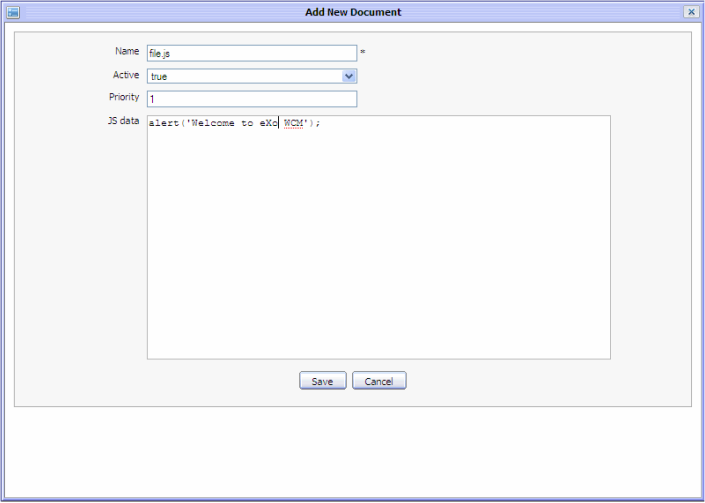 Add New Document
Name file.js *
Active true
Priority 1
JS data alert('Welcome to eXo WCM');
Save Cancel